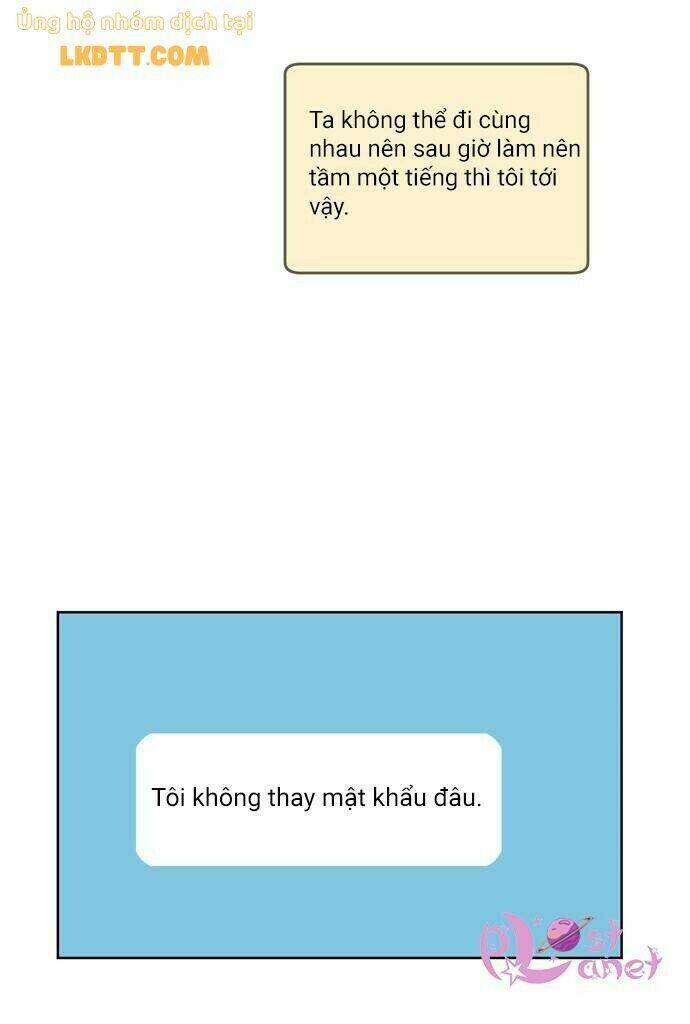 Ủng hộ nhóm dịch tại
LKDTT.COM
Ta không thể đi cùng
nhau nên sau giờ làm nên
tầm một tiếng thì tôi tới
vậy.
Tôi không thay mật khẩu đâu.
Lost
Planet